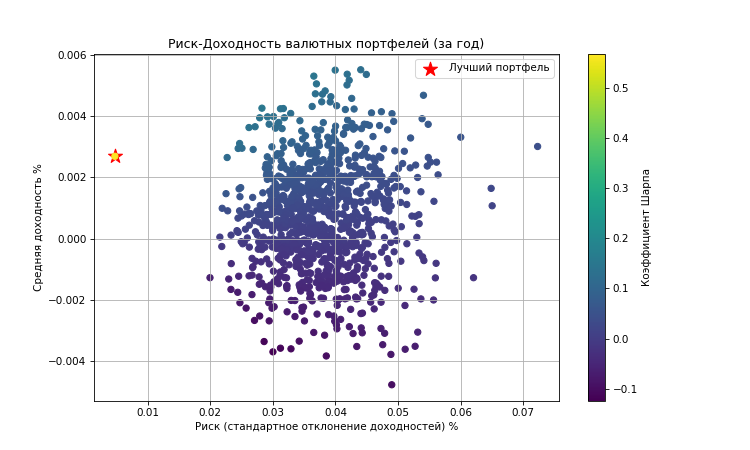 Риск-Доходность валютных портфелей (за год)
Лучший портфель
0.006
0.004
0.002
0.000
−0.002
−0.004
Средняя доходность %
0.01 0.02 0.03 0.04 0.05 0.06 0.07
Риск (стандартное отклонение доходностей) %
0.5
0.4
0.3
0.2
0.1
0.0
−0.1
Коэффициент Шарпа